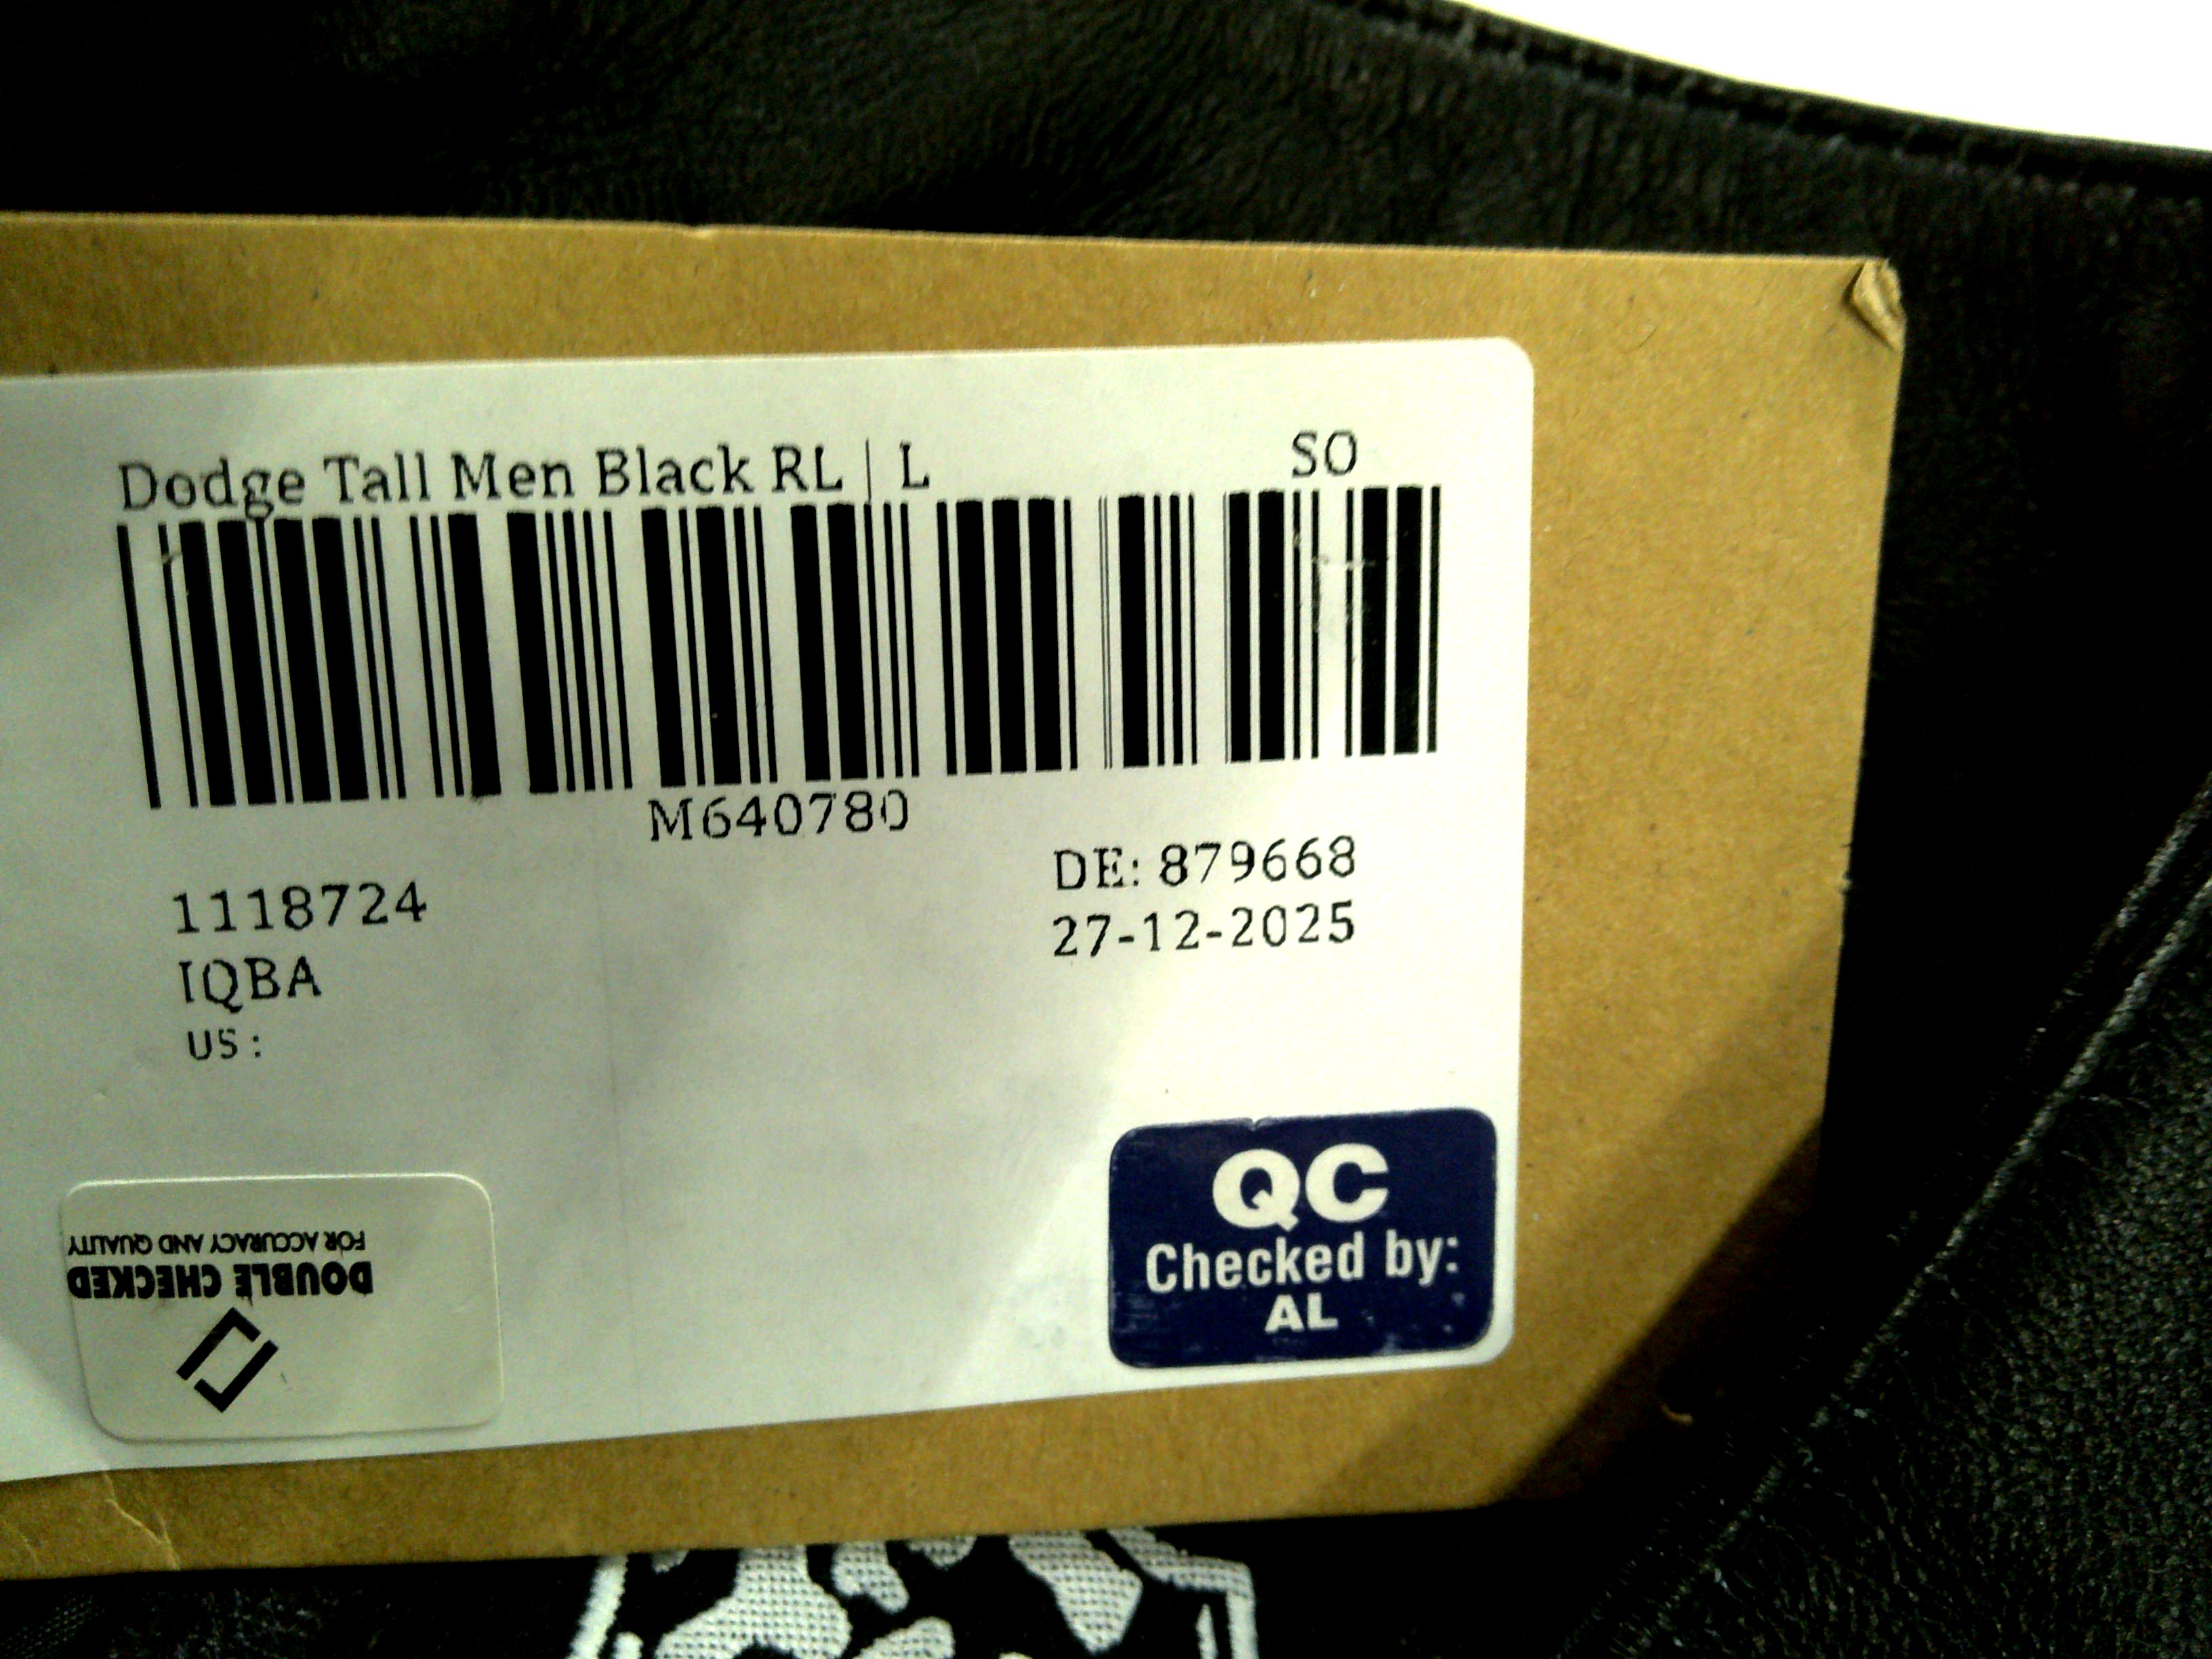 Dodge Tall Men Black RL | L
SO
M640780
DE: 879668
1118724
27-12-2025
IQBA
US :
QC
Checked by:
AL
DOUBLE CHECKED
FOR ACCURACY AND QUALITY